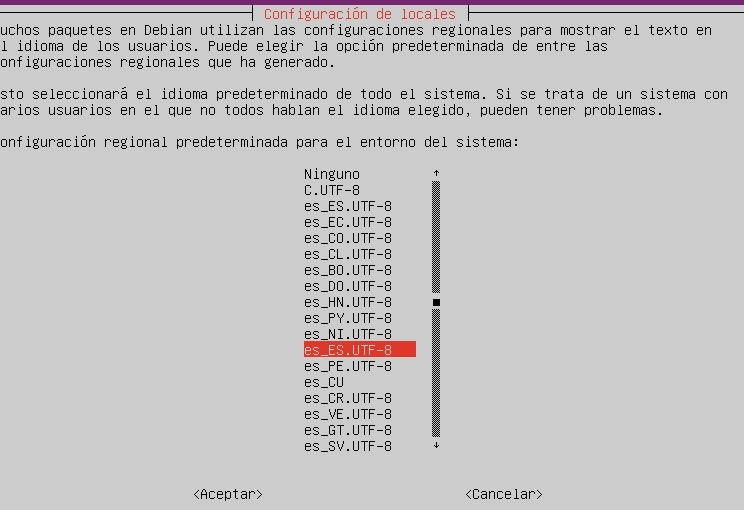 Configuración de locales
uchos paquetes en Debian utilizan las configuraciones regionales para mostrar el texto en
l idioma de los usuarios. Puede elegir la opción predeterminada de entre las
onfiguraciones regionales que ha generado.
sto seleccionará el idioma predeterminado de todo el sistema. Si se trata de un sistema con
arios usuarios en el que no todos hablan el idioma elegido, pueden tener problemas.
onfiguración regional predeterminada para el entorno del sistema:
Ninguno
C.UTF-8
es_ES.UTF-8
es_EC.UTF-8
es_CO.UTF-8
es_CL.UTF-8
es_BO.UTF-8
es_DO.UTF-8
es_HN.UTF-8
es_PY.UTF-8
es_NI.UTF-8
es_ES.UTF-8
es_PE.UTF-8
es_CU
es_CR.UTF-8
es_VE.UTF-8
es_GT.UTF-8
es_SV.UTF-8
<Aceptar> <Cancelar>